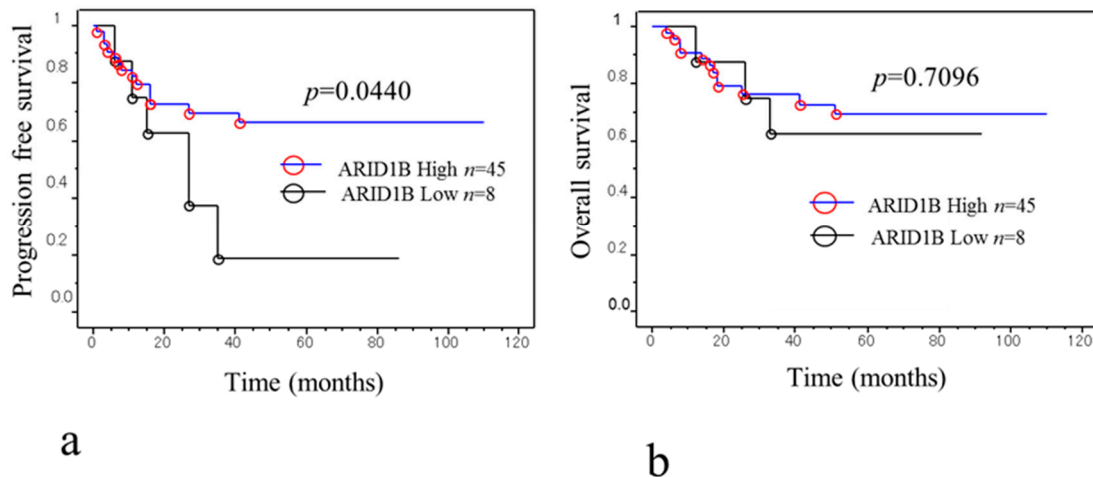 Progression free survival
1
0.8
0.6
0.4
0.2
0.0
p=0.0440
ARID1B High n=45
ARID1B Low n=8
0 20 40 60 80 100 120
Time (months)
a
Overall survival
1
0.8
0.6
0.4
0.2
0.0
p=0.7096
ARID1B High n=45
ARID1B Low n=8
0 20 40 60 80 100 120
Time (months)
b